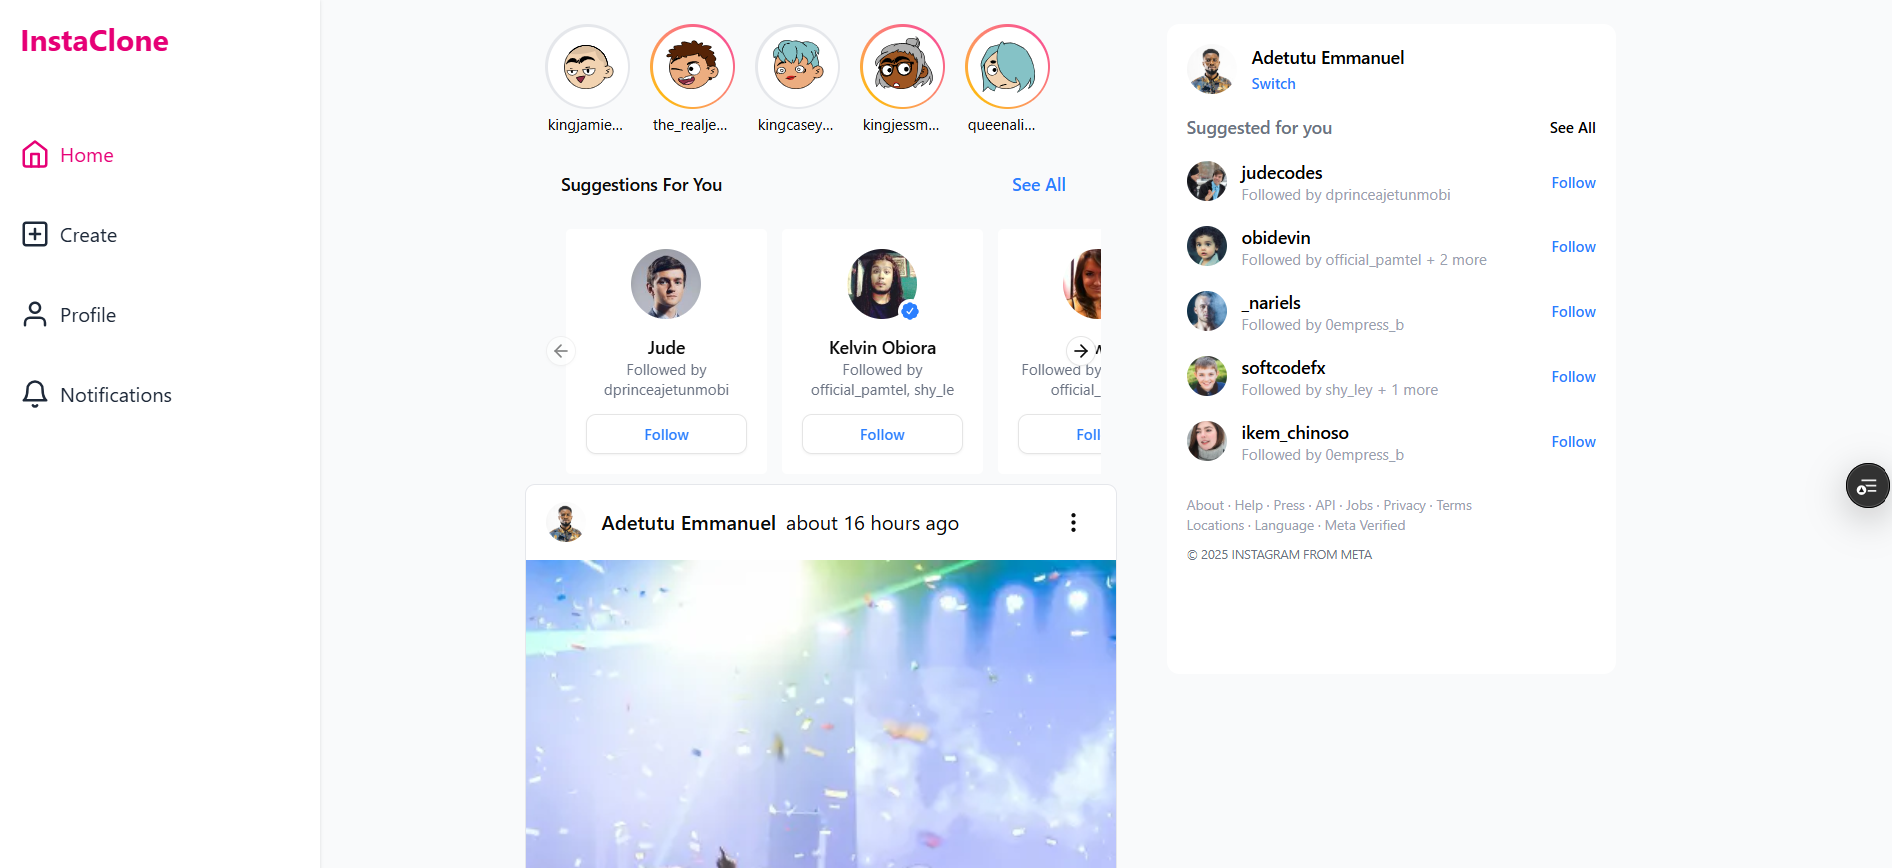 InstaClone
Home
Create
Profile
Notifications
kingjamie...
the_realje...
kingcasey...
kingjessm...
queenali...
Suggestions For You
See All
Jude
Followed by
dprinceajetunmobi
Follow
Kelvin Obiora
Followed by
official_pamtel, shy_le
Follow
Followed by
official_
Foll
Adetutu Emmanuel about 16 hours ago
Adetutu Emmanuel
Switch
Suggested for you
See All
judecodes
Followed by dprinceajetunmobi
Follow
obidevin
Followed by official_pamtel + 2 more
Follow
_nariels
Followed by 0empress_b
Follow
softcodefx
Followed by shy_ley + 1 more
Follow
ikem_chinoso
Followed by 0empress_b
Follow
About · Help · Press · API · Jobs · Privacy · Terms
Locations · Language · Meta Verified
© 2025 INSTAGRAM FROM META